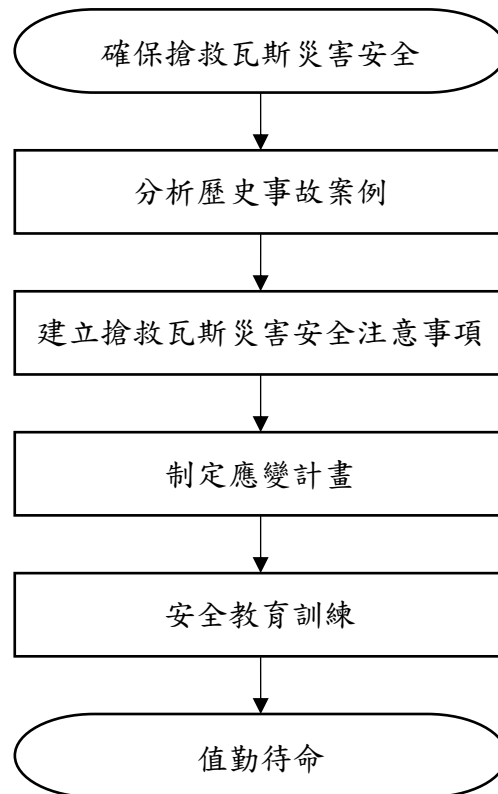 確保搶救瓦斯災害安全
分析歷史事故案例
建立搶救瓦斯災害安全注意事項
制定應變計畫
安全教育訓練
值勤待命